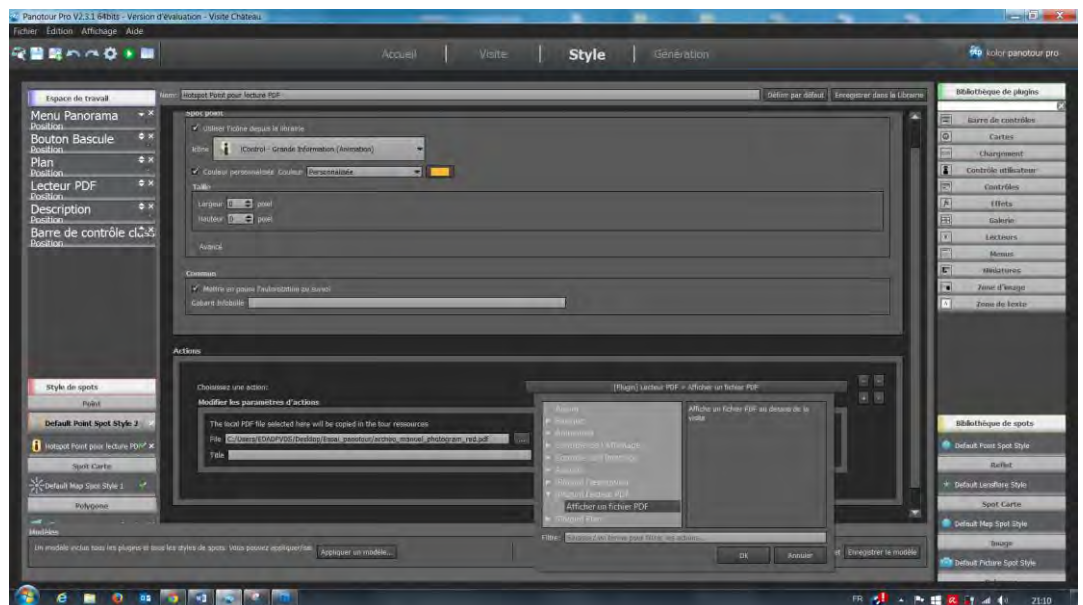 Panotour Pro V2.3.1 64bits - Version d'évaluation - Visite Château
Fichier Edition Affichage Aide
Accueil Visite Style Génération
kolor panotour pro
Espace de travail
Menu Panorama
Position
Bouton Bascule
Position
Plan
Position
Lecteur PDF
Position
Description
Position
Barre de contrôle
Position
Style de spots
Point
Default Point Spot Style 2
Hotspot Point pour lecture PDF
Spot Carte
Default Map Spot Style 1
Polygone
Nom: Hotspot Point pour lecture PDF Définir par défaut Enregistrer dans la Librairie
Spot point
Utiliser l'icône depuis la librairie
Icône iControl - Grande Information (Animation)
Couleur personnalisée Couleur Personnalisée
Taille
Largeur 0 pixel
Hauteur 0 pixel
Avancé
Commun
Mettre en pause l'autorotation au survol
Gabarit Infobulle
Actions
Choisissez une action: [Plugin] Lecteur PDF > Afficher un fichier PDF
Modifier les paramètres d'actions
The local PDF file selected here will be copied in the tour ressources
File C:/Users/EDADPVDS/Desktop/Essai_panotour/archeo_manuel_photogram_red.pdf ...
Title
Afficher un fichier PDF
Affiche un fichier PDF au dessus de la visite
Filtre:
OK Annuler
Modèles
Un modèle inclus tous les plugins et tous les styles de spots. Vous pouvez appliquer
Appliquer un modèle...
Enregistrer le modèle
Bibliothèque de plugins
Barre de contrôles
Cartes
Chargement
Contrôle utilisateur
Contrôles
Effets
Galerie
Lecteurs
Menus
Miniatures
Zone d'image
Zone de texte
Bibliothèque de spots
Default Point Spot Style
Reflet
Default Lensflare Style
Spot Carte
Default Map Spot Style
Image
Default Picture Spot Style
FR 21:10